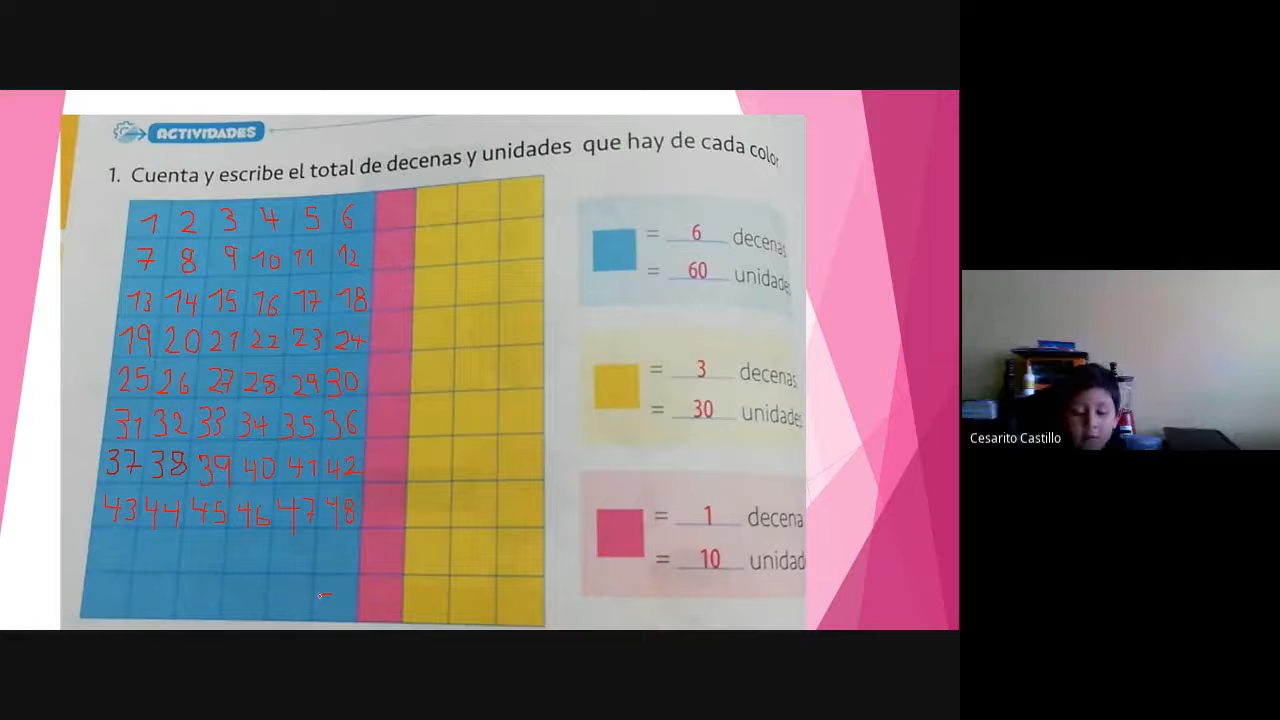 ACTIVIDADES
1. Cuenta y escribe el total de decenas y unidades que hay de cada color
1 2 3 4 5 6
7 8 9 10 11 12
13 14 15 16 17 18
19 20 21 22 23 24
25 26 27 28 29 30
31 32 33 34 35 36
37 38 39 40 41 42
43 44 45 46 47 48
= 6 decenas
= 60 unidades
= 3 decenas
= 30 unidades
= 1 decena
= 10 unidad
Cesarito Castillo